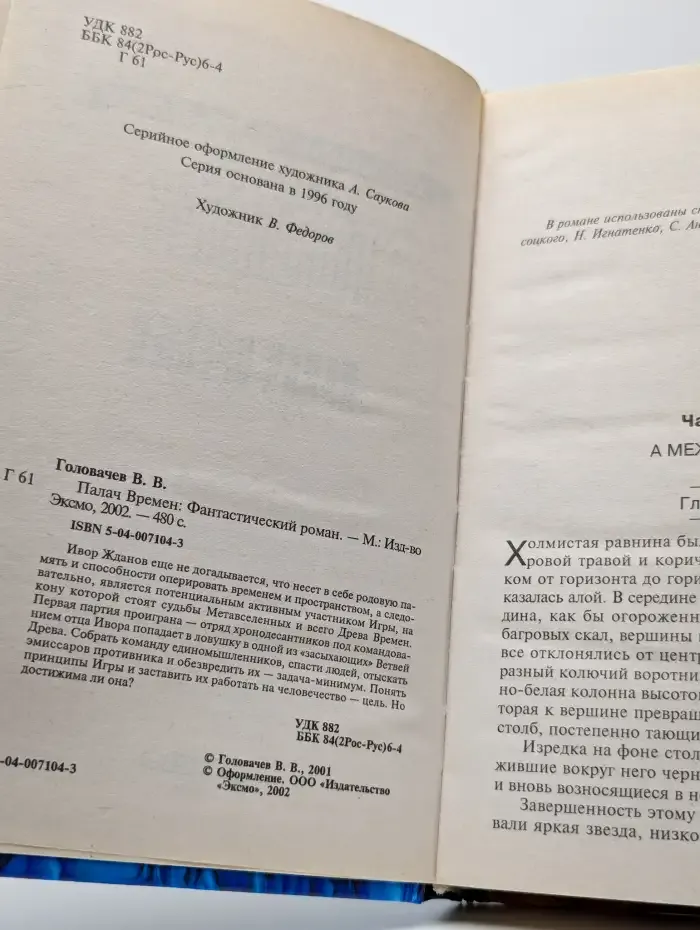 УДК 882
ББК 84(2Рос-Рус)6-4
Г 61
Серийное оформление художника А. Саукова
Серия основана в 1996 году
Художник В. Федоров
Головачев В. В.
Г 61 Палач Времен: Фантастический роман. — М.: Изд-во
Эксмо, 2002. — 480 с.
ISBN 5-04-007104-3
Ивор Жданов еще не догадывается, что несет в себе родовую па-
мять и способности оперировать временем и пространством, а следо-
вательно, является потенциальным активным участником Игры, на
кону которой стоят судьбы Метавселенных и всего Древа Времен.
Первая партия проиграна — отряд хронодесантников под командова-
нием отца Ивора попадает в ловушку в одной из «засыхающих» Ветвей
Древа. Собрать команду единомышленников, спасти людей, отыскать
эмиссаров противника и обезвредить их — задача-минимум. Понять
принципы Игры и заставить их работать на человечество — цель. Но
достижима ли она?
УДК 882
ББК 84(2Рос-Рус)6-4
-04-007104-3
© Головачев В. В., 2001
© Оформление. ООО «Издательство
«Эксмо», 2002
В романе использованы
соцкого, Н. Игнатенка, С.
Ча
А МЕЖ
Гл
Холмистая равнина был
ровой травой и корич
ком от горизонта до гори
казалась алой. В середине
дина, как бы огороженн
багровых скал, вершины
все отклонялись от центр
разный колючий воротни
но-белая колонна высотой
торая к вершине превращ
столб, постепенно тающи
Изредка на фоне стол
жившие вокруг него черн
и вновь возносящиеся в не
Завершенность этому
вали яркая звезда, низко